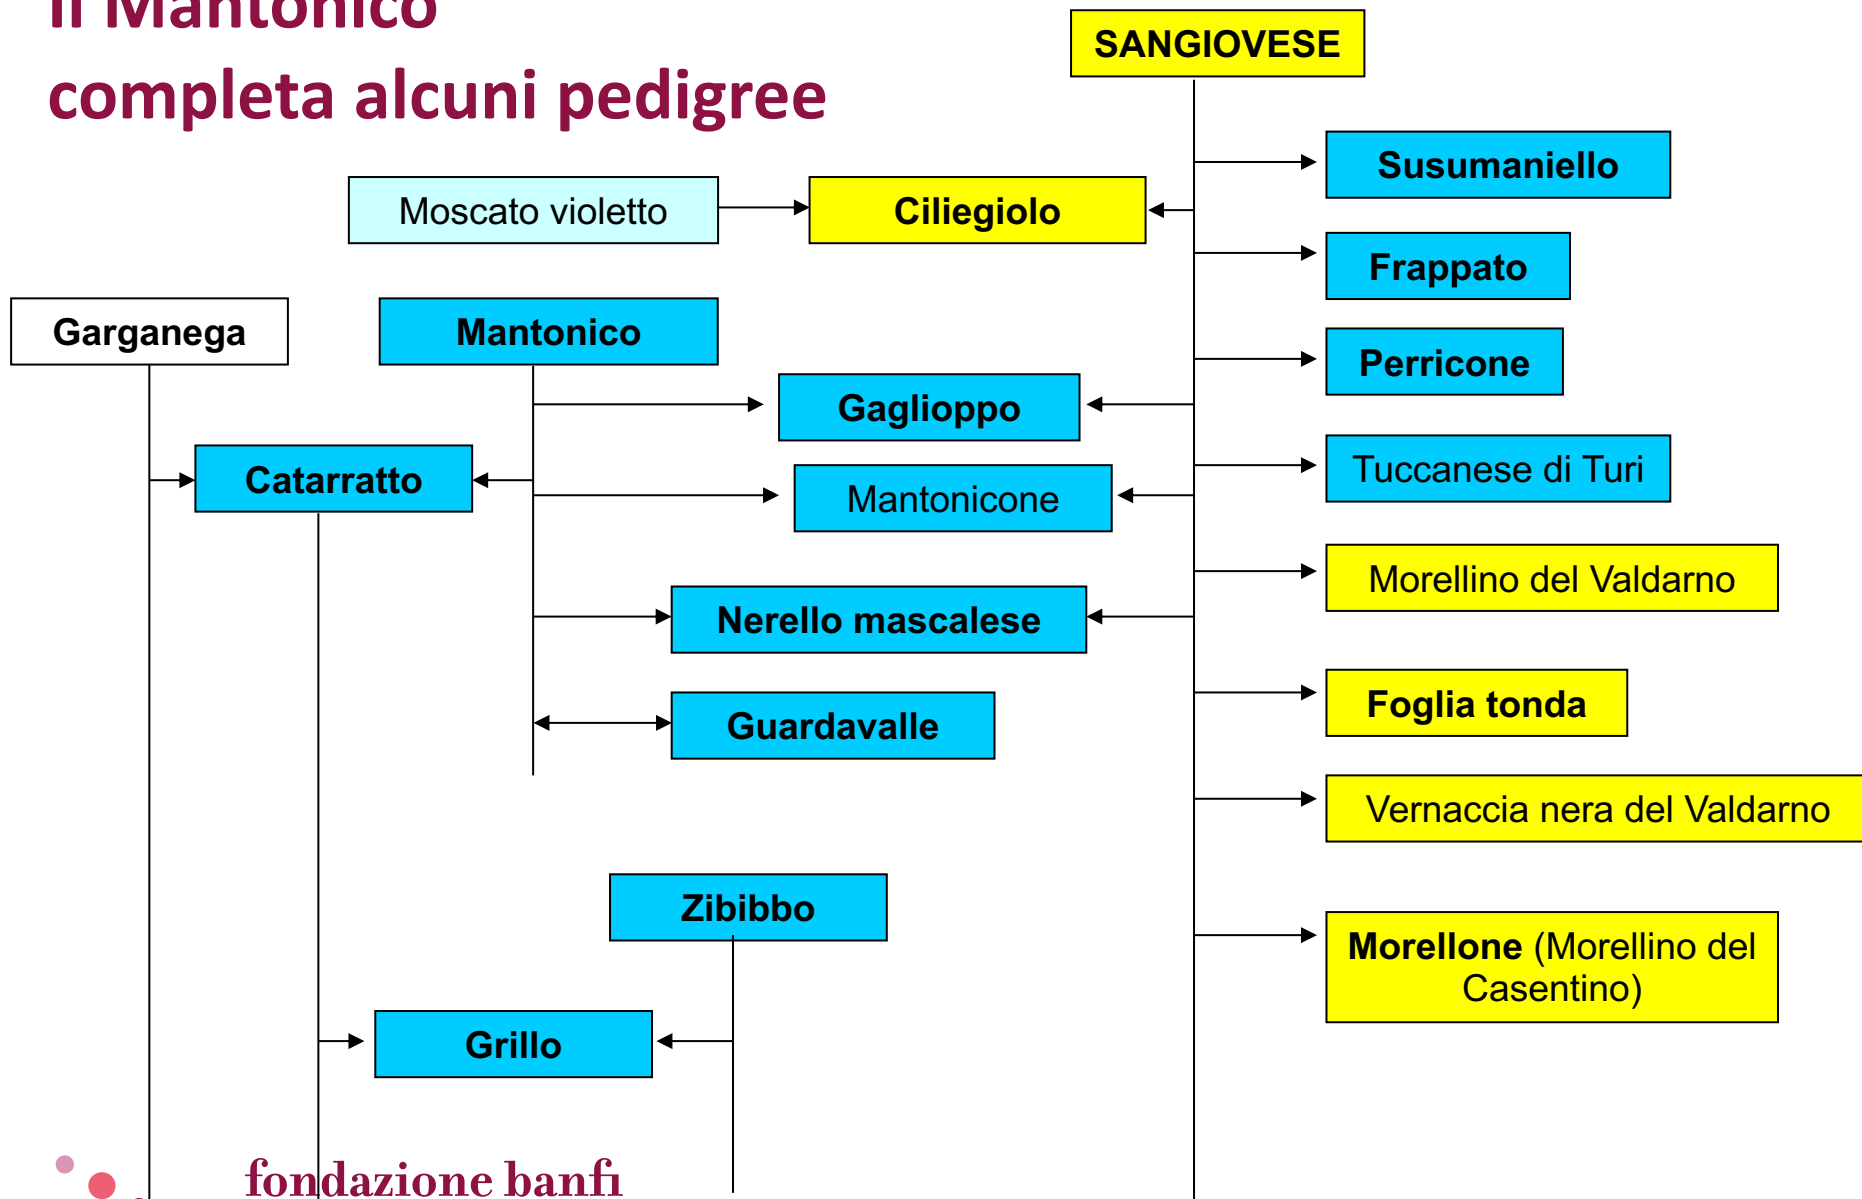 Il Mantonico
completa alcuni pedigree
SANGIOVESE
Susumaniello
Moscato violetto
Ciliegiolo
Frappato
Garganega
Mantonico
Perricone
Gaglioppo
Catarratto
Mantonicone
Tuccanese di Turi
Morellino del Valdarno
Nerello mascalese
Foglia tonda
Guardavalle
Vernaccia nera del Valdarno
Zibibbo
Morellone (Morellino del
Casentino)
Grillo
fondazione banfi